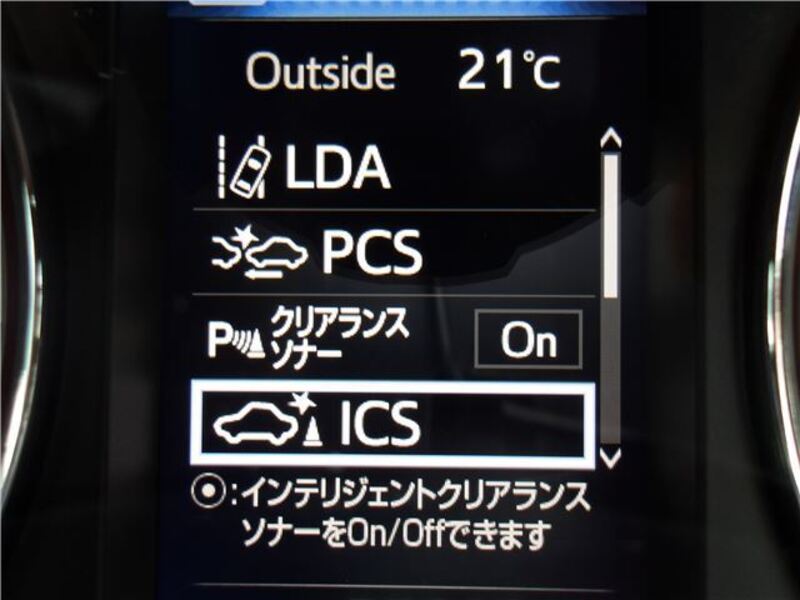 Outside 21℃
LDA
PCS
P クリアランス
ソナー
On
ICS
⦿:インテリジェントクリアランス
ソナーをOn/Offできます